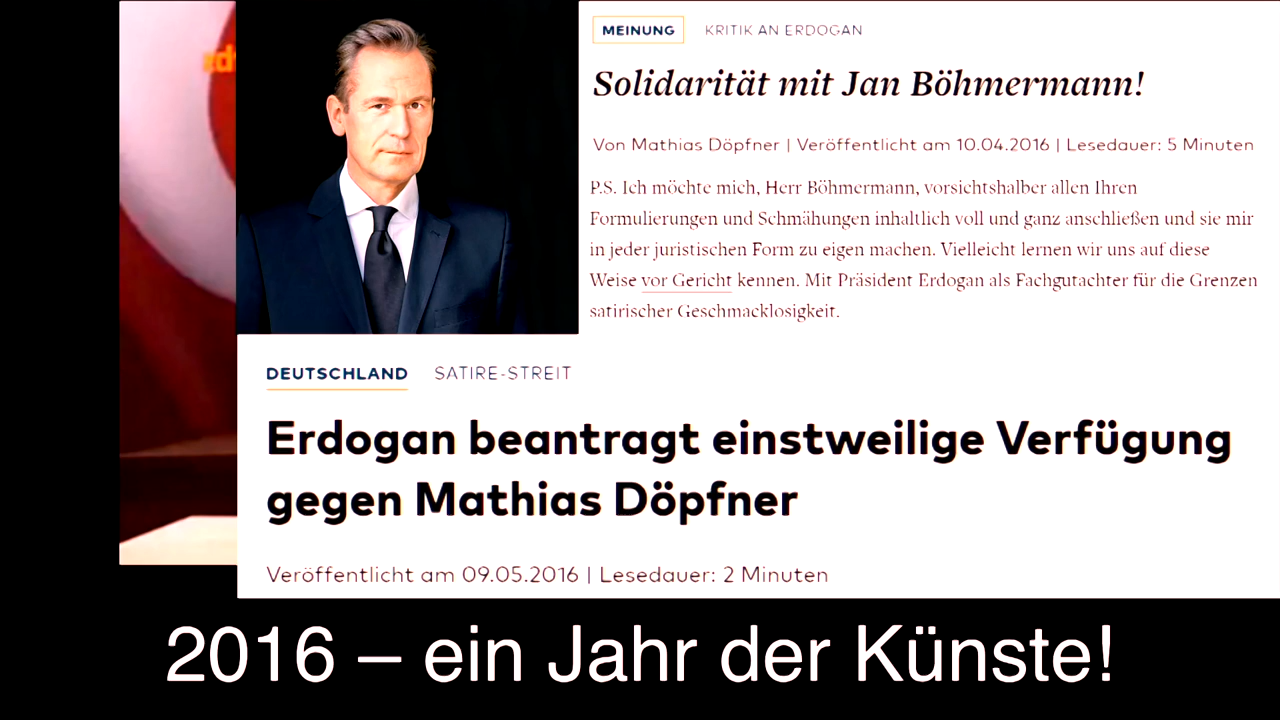 MEINUNG KRITIK AN ERDOGAN
Solidarität mit Jan Böhmermann!
Von Mathias Döpfner | Veröffentlicht am 10.04.2016 | Lesedauer: 5 Minuten
P.S. Ich möchte mich, Herr Böhmermann, vorsichtshalber allen Ihren
Formulierungen und Schmähungen inhaltlich voll und ganz anschließen und sie mir
in jeder juristischen Form zu eigen machen. Vielleicht lernen wir uns auf diese
Weise vor Gericht kennen. Mit Präsident Erdogan als Fachgutachter für die Grenzen
satirischer Geschmacklosigkeit.
DEUTSCHLAND SATIRE-STREIT
Erdogan beantragt einstweilige Verfügung
gegen Mathias Döpfner
Veröffentlicht am 09.05.2016 | Lesedauer: 2 Minuten
2016 – ein Jahr der Künste!